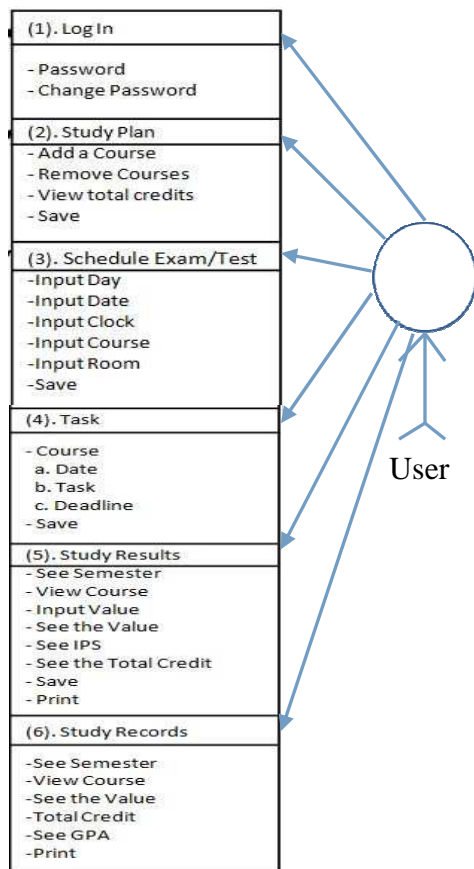 (1). Log In
- Password
- Change Password
(2). Study Plan
- Add a Course
- Remove Courses
- View total credits
- Save
(3). Schedule Exam/Test
-Input Day
-Input Date
-Input Clock
-Input Course
-Input Room
-Save
(4). Task
- Course
a. Date
b. Task
c. Deadline
- Save
(5). Study Results
- See Semester
- View Course
- Input Value
- See the Value
- See IPS
- See the Total Credit
- Save
- Print
(6). Study Records
-See Semester
-View Course
-See the Value
-Total Credit
-See GPA
-Print
User